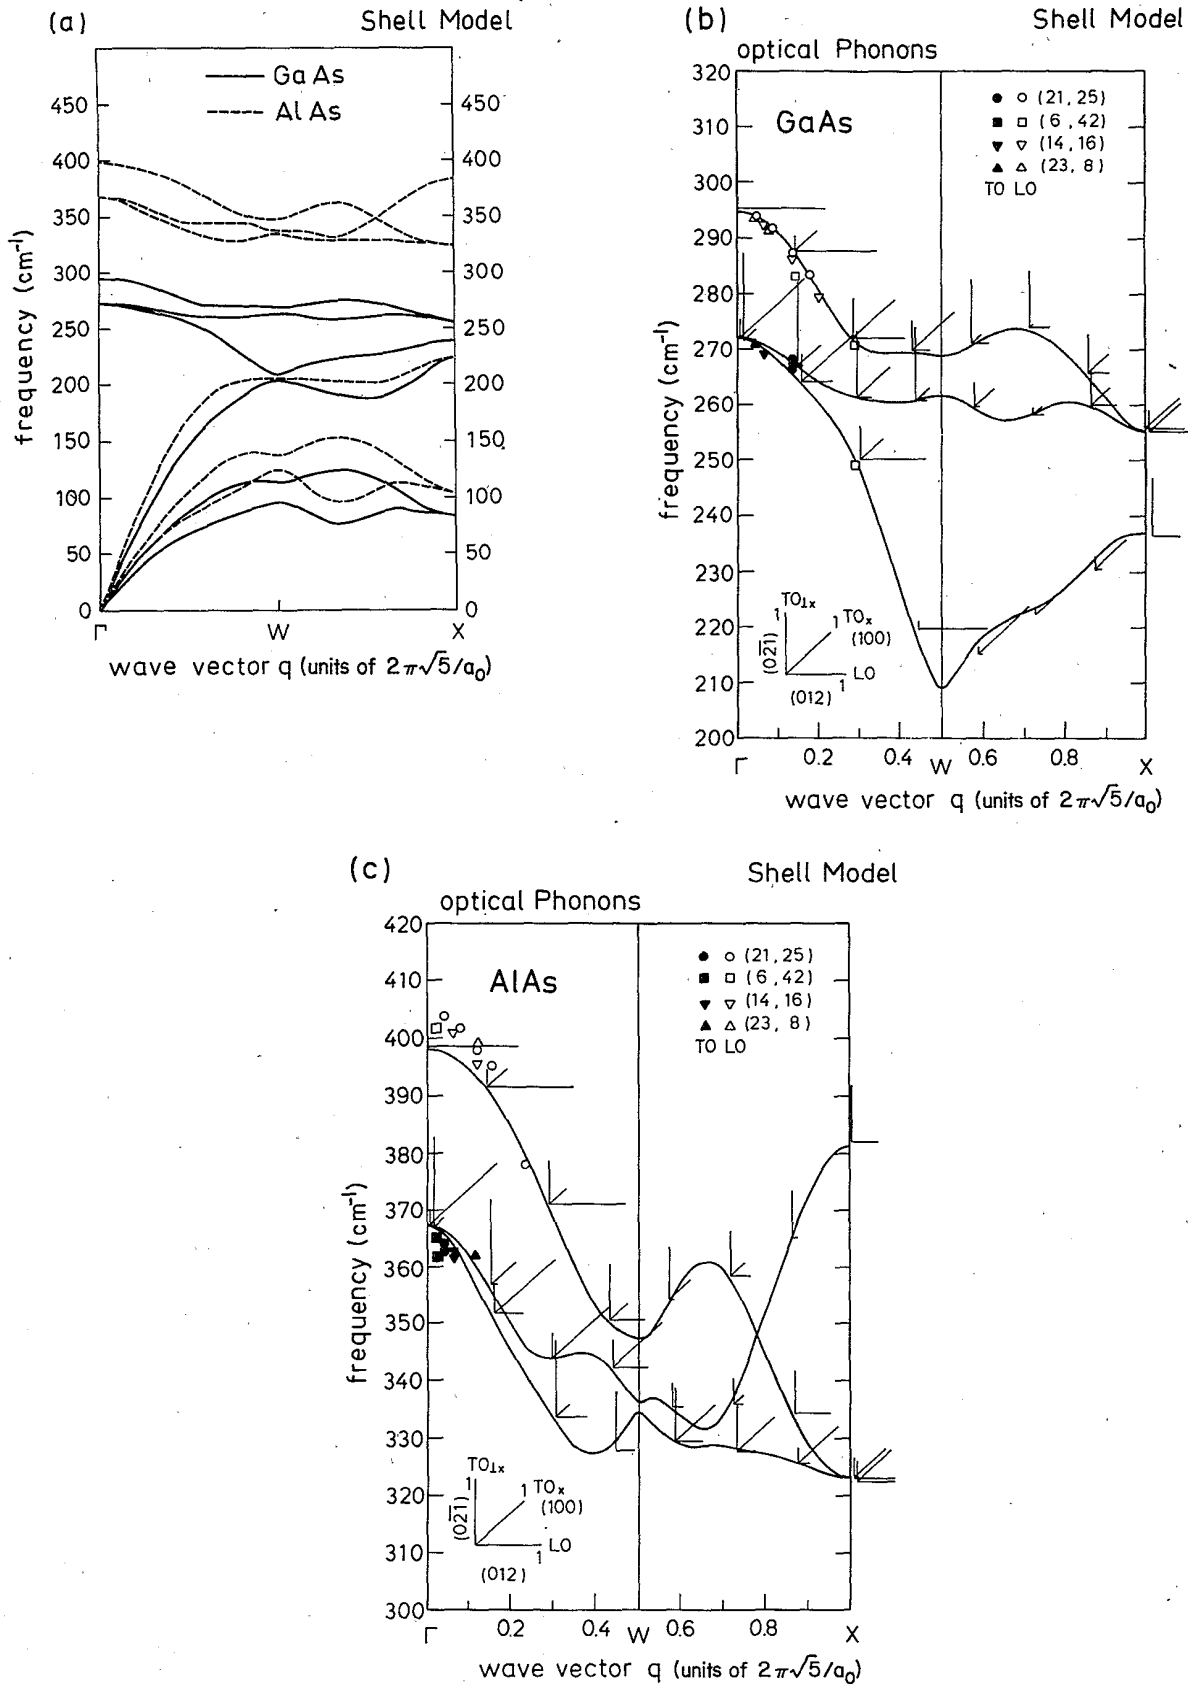 (a) Shell Model
GaAs
AlAs
450
400
350
300
250
200
150
100
50
0
450
400
350
300
250
200
150
100
50
0
frequency (cm⁻¹)
Γ W X
wave vector q (units of 2π√5/a₀)
(b) Shell Model
optical Phonons
GaAs
● ○ (21, 25)
■ □ (6, 42)
▼ ▽ (14, 16)
▲ △ (23, 8)
TO LO
320
310
300
290
280
270
260
250
240
230
220
210
200
frequency (cm⁻¹)
TO⊥x
1
(02̅1̅)
1 TOx
(100)
LO
1
(012)
Γ 0.2 0.4 W 0.6 0.8 X
wave vector q (units of 2π√5/a₀)
(c) Shell Model
optical Phonons
AlAs
● ○ (21, 25)
■ □ (6, 42)
▼ ▽ (14, 16)
▲ △ (23, 8)
TO LO
420
410
400
390
380
370
360
350
340
330
320
310
300
frequency (cm⁻¹)
TO⊥x
1
(02̅1̅)
1 TOx
(100)
LO
1
(012)
Γ 0.2 0.4 W 0.6 0.8 X
wave vector q (units of 2π√5/a₀)